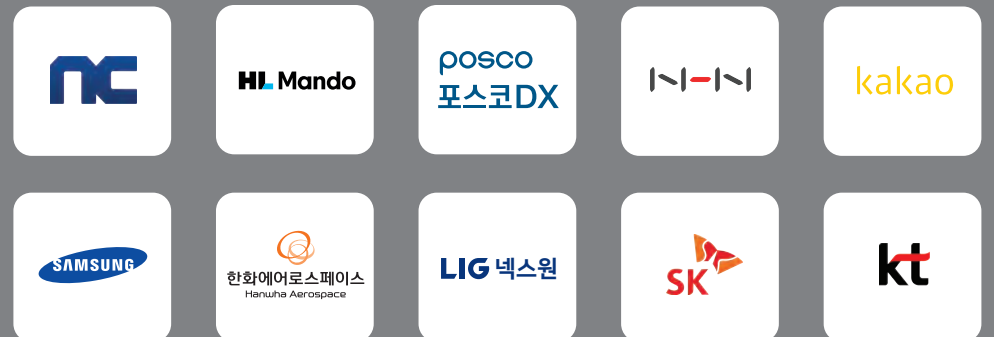 nc
HL Mando
posco
포스코DX
NHN
kakao
SAMSUNG
한화에어로스페이스
Hanwha Aerospace
LIG 넥스원
SK
kt